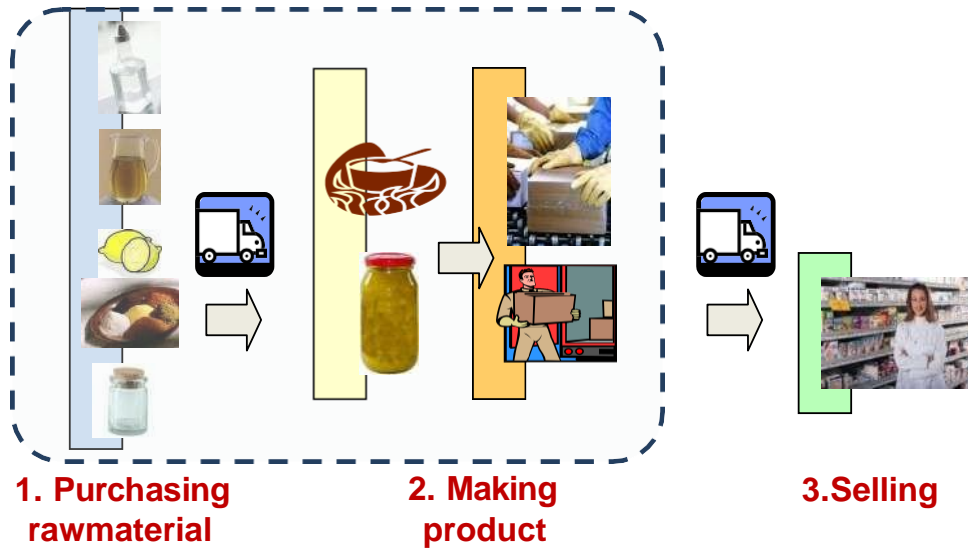 1. Purchasing
rawmaterial
2. Making
product
3.Selling